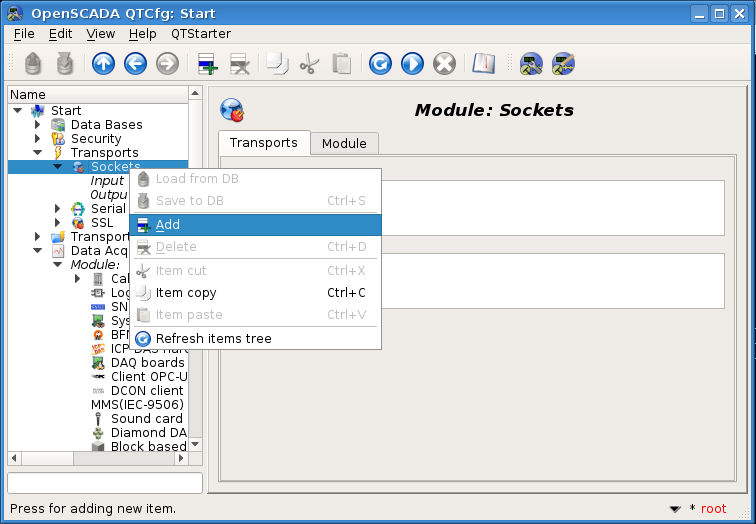 OpenSCADA QTCfg: Start
File Edit View Help QTStarter
Name
Start
Data Bases
Security
Transports
Sockets
Input
Outpu
Serial
SSL
Transport
Data Acq
Module:
Cal
Log
SN
Sys
BFN
ICP DAS hard
DAQ boards
Client OPC-U
DCON client
MMS(IEC-9506)
Sound card
Diamond DA
Block based
Module: Sockets
Transports Module
Load from DB
Save to DB Ctrl+S
Add
Delete Ctrl+D
Item cut Ctrl+X
Item copy Ctrl+C
Item paste Ctrl+V
Refresh items tree
Press for adding new item.
* root